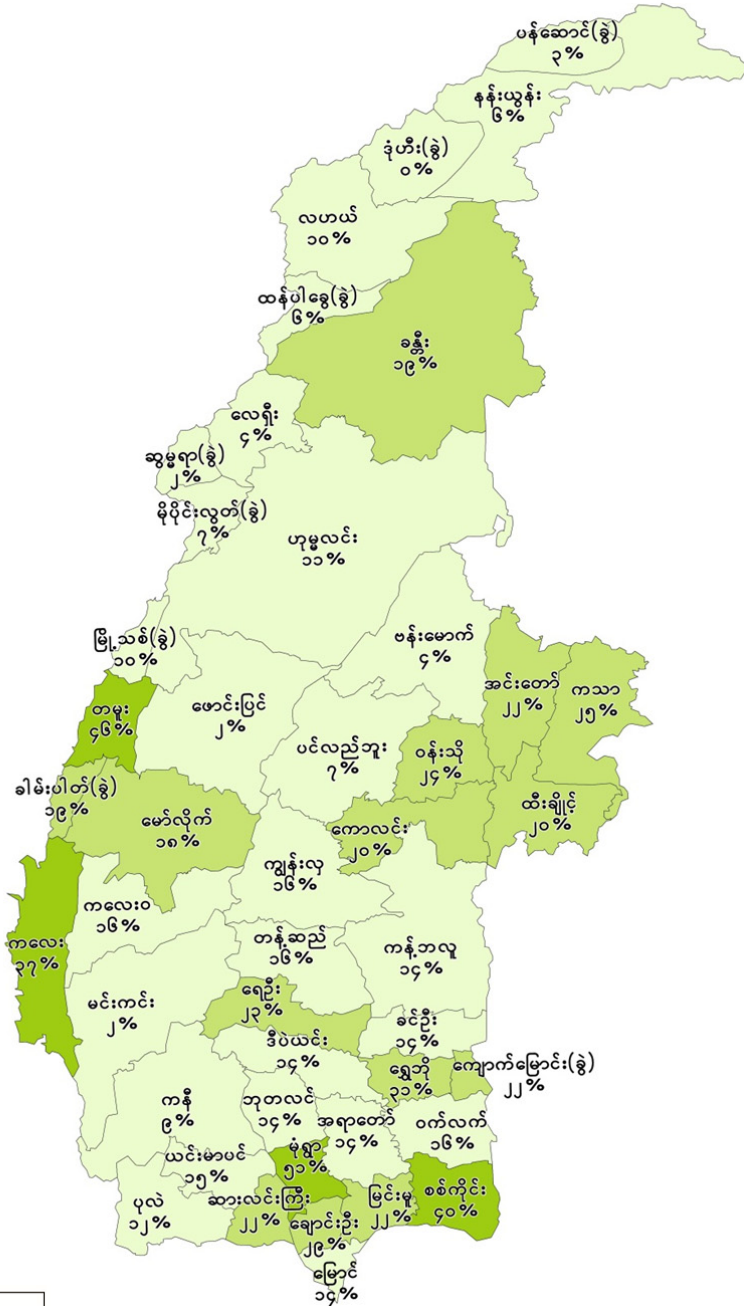 ပန်ဆောင်(ခွဲ)
၃%
နန်းယွန်း
၆%
ဒုံဟီး(ခွဲ)
၀%
လဟယ်
၁၀%
ထန်ပါခွေ(ခွဲ)
၆%
ခန္တီး
၁၉%
လေရှီး
၄%
ဆွမ္မရာ(ခွဲ)
၂%
မိုပိုင်းလွတ်(ခွဲ)
၇%
ဟုမ္မလင်း
၁၁%
မြို့သစ်(ခွဲ)
၁၀%
ဗန်းမောက်
၄%
အင်းတော်
၂၂%
ကသာ
၂၅%
တမူး
၄၆%
ဖောင်းပြင်
၂%
ပင်လည်ဘူး
၇%
ဝန်းသို
၂၄%
ခါမ်းပါတ်(ခွဲ)
၁၉%
မော်လိုက်
၁၈%
ကောလင်း
၂၀%
ထီးချိုင့်
၂၀%
ကျွန်းလှ
၁၆%
ကလေးဝ
၁၆%
ကလေး
၃၇%
တန့်ဆည်
၁၆%
ကန့်ဘလူ
၁၄%
မင်းကင်း
၂%
ရေဦး
၂၃%
ခင်ဦး
၁၄%
ဒီပဲယင်း
၁၄%
ရွှေဘို
၃၁%
ကျောက်မြောင်း(ခွဲ)
၂၂%
ကနီ
၉%
ဘုတလင်
၁၄%
အရာတော်
၁၄%
ဝက်လက်
၁၆%
ယင်းမာပင်
၁၅%
မုံရွာ
၅၁%
ပုလဲ
၁၂%
ဆားလင်းကြီး
၂၂%
ချောင်းဦး
၂၉%
မြင်းမူ
၂၂%
စစ်ကိုင်း
၄၀%
မြောင်
၁၄%